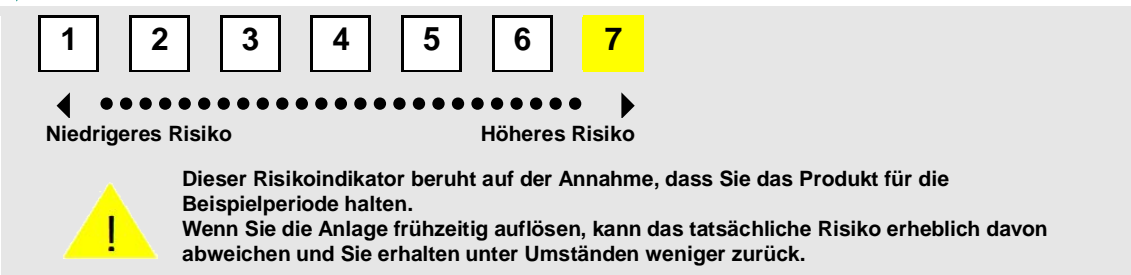 1 2 3 4 5 6 7
Niedrigeres Risiko Höheres Risiko
!
Dieser Risikoindikator beruht auf der Annahme, dass Sie das Produkt für die
Beispielperiode halten.
Wenn Sie die Anlage frühzeitig auflösen, kann das tatsächliche Risiko erheblich davon
abweichen und Sie erhalten unter Umständen weniger zurück.